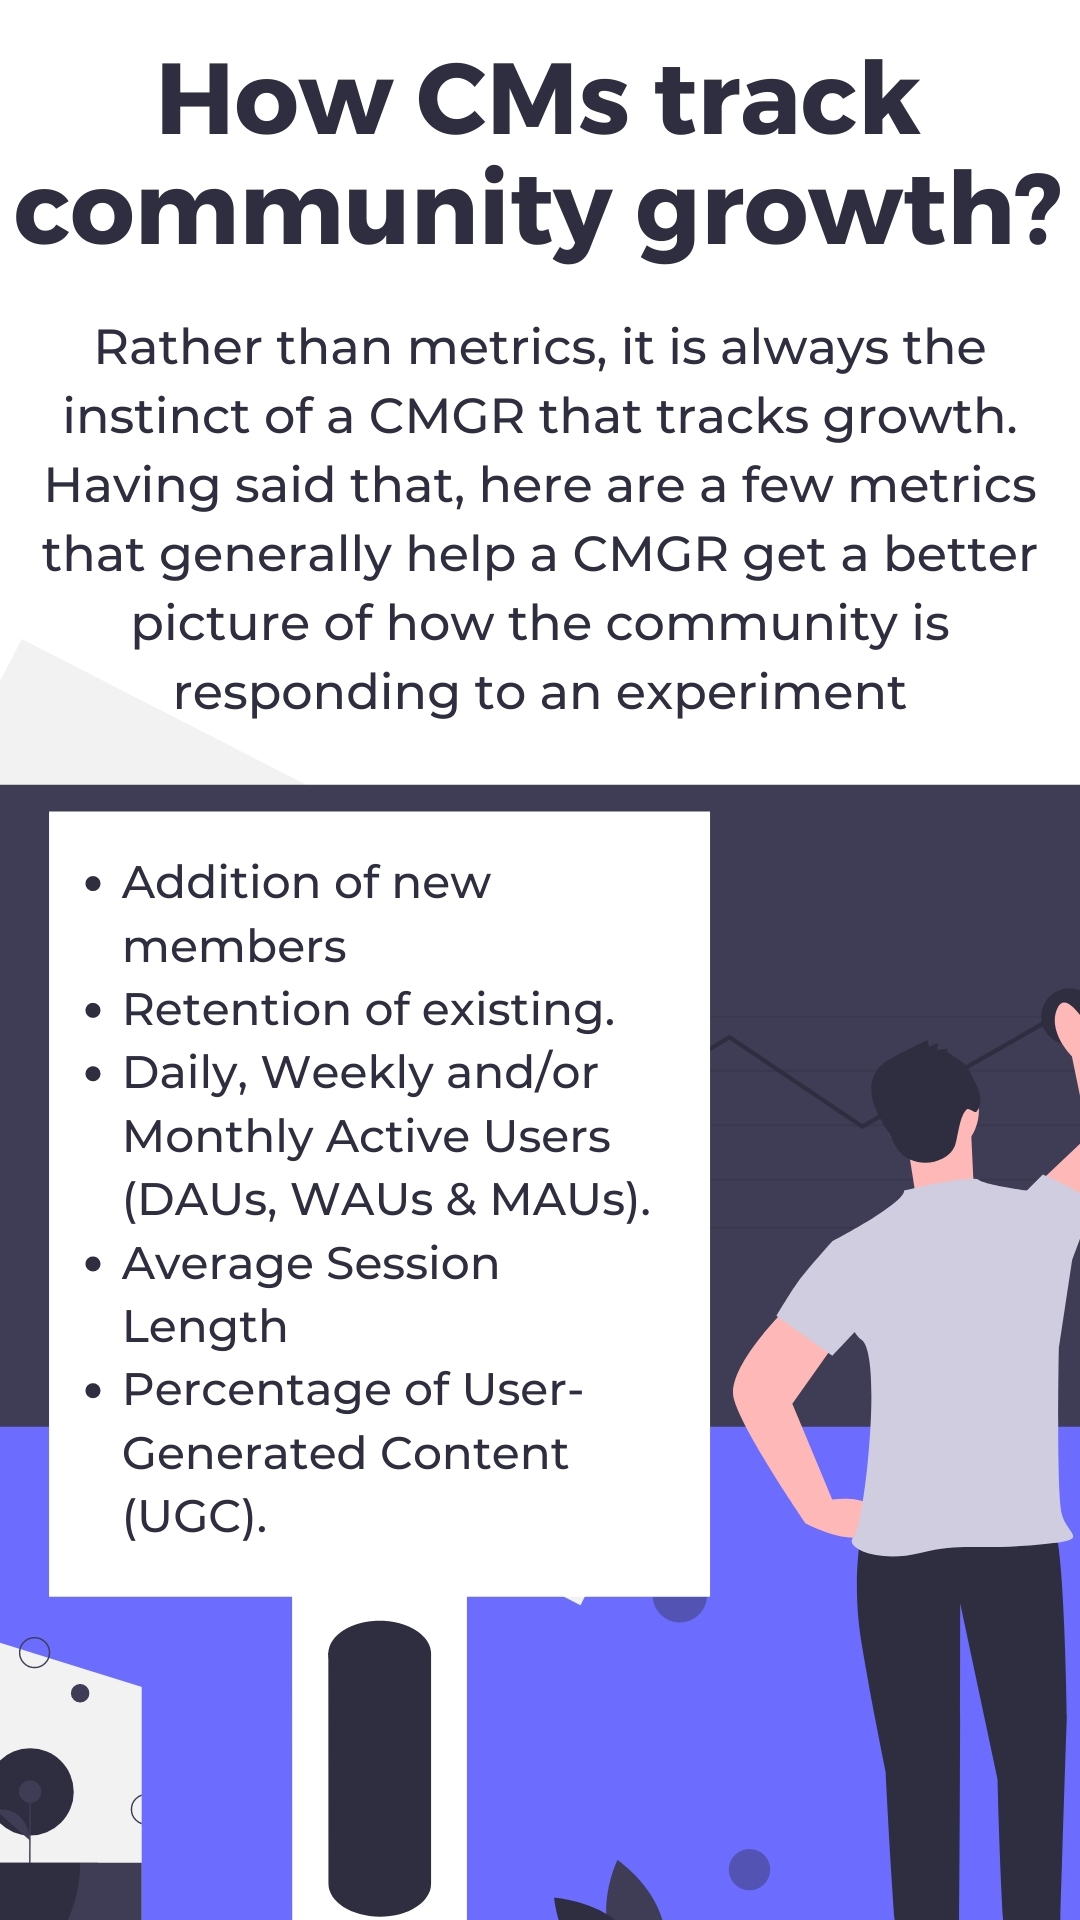 How CMs track
community growth?
Rather than metrics, it is always the
instinct of a CMGR that tracks growth.
Having said that, here are a few metrics
that generally help a CMGR get a better
picture of how the community is
responding to an experiment
• Addition of new
members
• Retention of existing.
• Daily, Weekly and/or
Monthly Active Users
(DAUs, WAUs & MAUs).
• Average Session
Length
• Percentage of User-
Generated Content
(UGC).